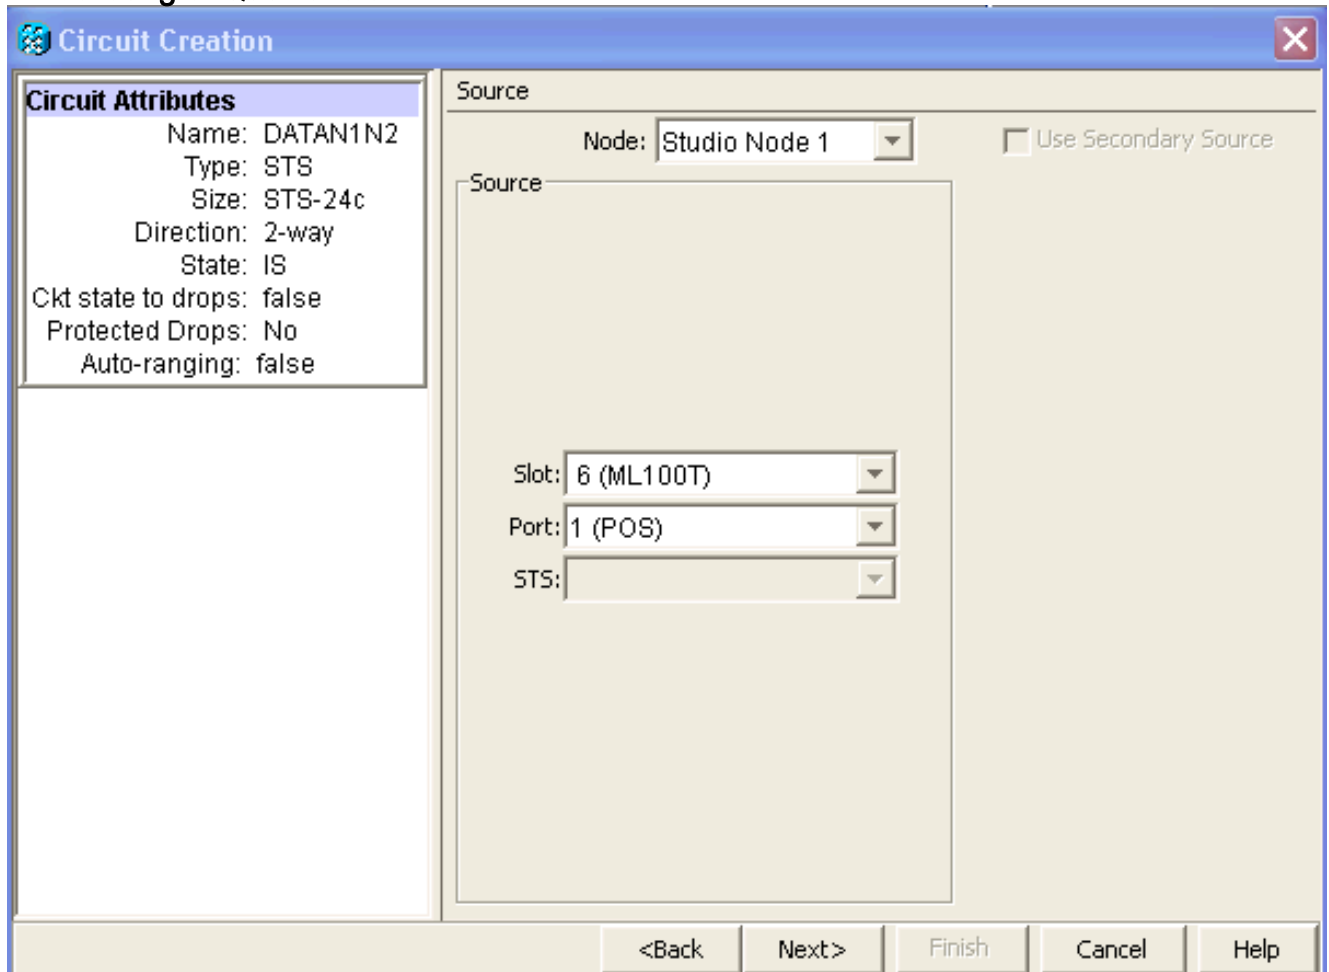 Circuit Creation
Circuit Attributes
Name: DATAN1N2
Type: STS
Size: STS-24c
Direction: 2-way
State: IS
Ckt state to drops: false
Protected Drops: No
Auto-ranging: false
Source
Node: Studio Node 1
Use Secondary Source
Source
Slot: 6 (ML100T)
Port: 1 (POS)
STS:
<Back
Next>
Finish
Cancel
Help